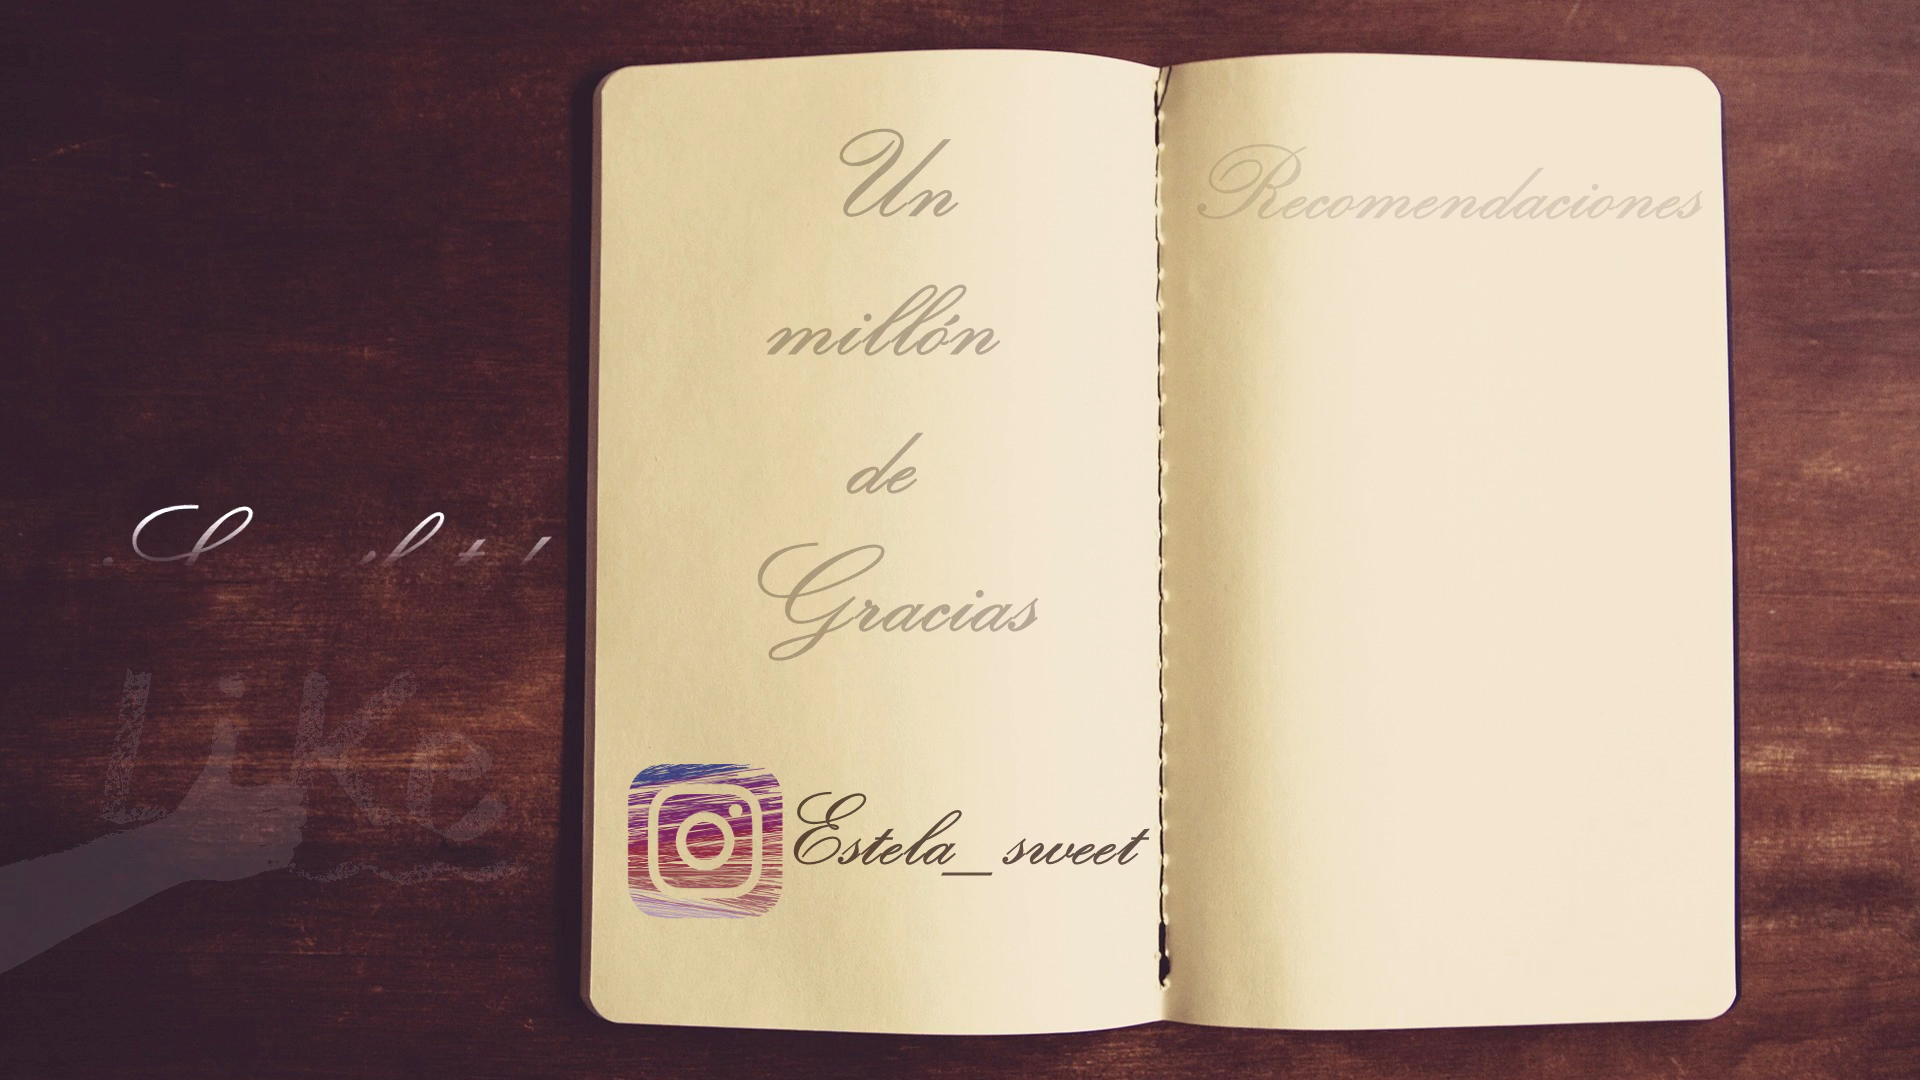 Un
millón
de
Gracias
Estela_sweet
Recomendaciones
Like